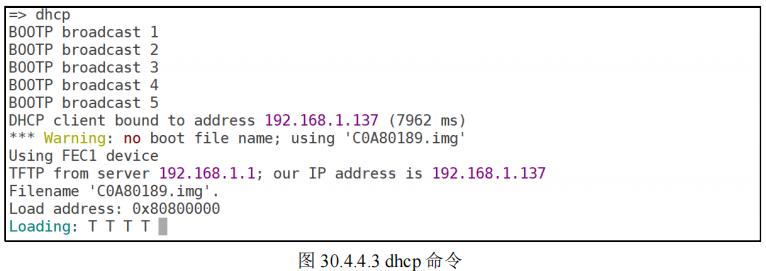 => dhcp
BOOTP broadcast 1
BOOTP broadcast 2
BOOTP broadcast 3
BOOTP broadcast 4
BOOTP broadcast 5
DHCP client bound to address 192.168.1.137 (7962 ms)
*** Warning: no boot file name; using 'C0A80189.img'
Using FEC1 device
TFTP from server 192.168.1.1; our IP address is 192.168.1.137
Filename 'C0A80189.img'.
Load address: 0x80800000
Loading: T T T T
图 30.4.4.3 dhcp 命令